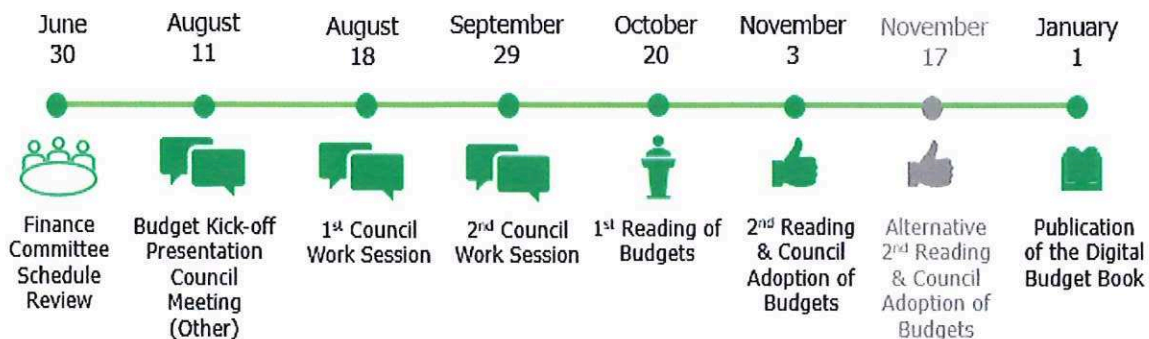 June
30
August
11
August
18
September
29
October
20
November
3
November
17
January
1
Finance
Committee
Schedule
Review
Budget Kick-off
Presentation
Council
Meeting
(Other)
1st Council
Work Session
2nd Council
Work Session
1st Reading of
Budgets
2nd Reading
& Council
Adoption of
Budgets
Alternative
2nd Reading
& Council
Adoption of
Budgets
Publication
of the Digital
Budget Book